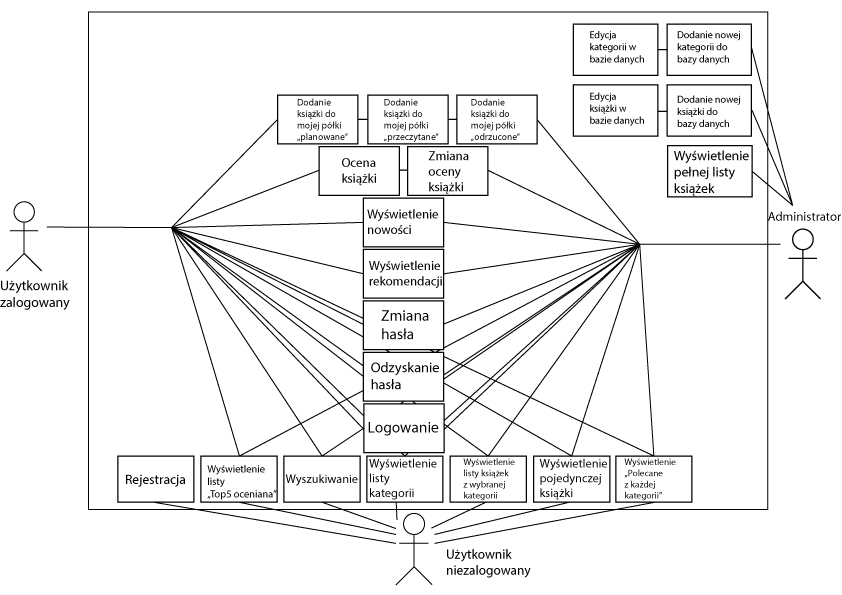 Edycja
kategorii w
bazie danych
Dodanie nowej
kategorii do
bazy danych
Edycja
książki w
bazie danych
Dodanie nowej
książki do
bazy danych
Wyświetlenie
pełnej listy
książek
Administrator
Dodanie
książki do
mojej półki
„planowane”
Dodanie
książki do
mojej półki
„przeczytane”
Dodanie
książki do
mojej półki
„odrzucone”
Ocena
książki
Zmiana
oceny
książki
Wyświetlenie
nowości
Wyświetlenie
rekomendacji
Zmiana
hasła
Odzyskanie
hasła
Logowanie
Użytkownik
zalogowany
Rejestracja
Wyświetlenie
listy
„Top5 oceniana”
Wyszukiwanie
Wyświetlenie
listy
kategorii
Wyświetlenie
listy książek
z wybranej
kategorii
Wyświetlenie
pojedynczej
książki
Wyświetlenie
„Polecane
z każdej
kategorii”
Użytkownik
niezalogowany